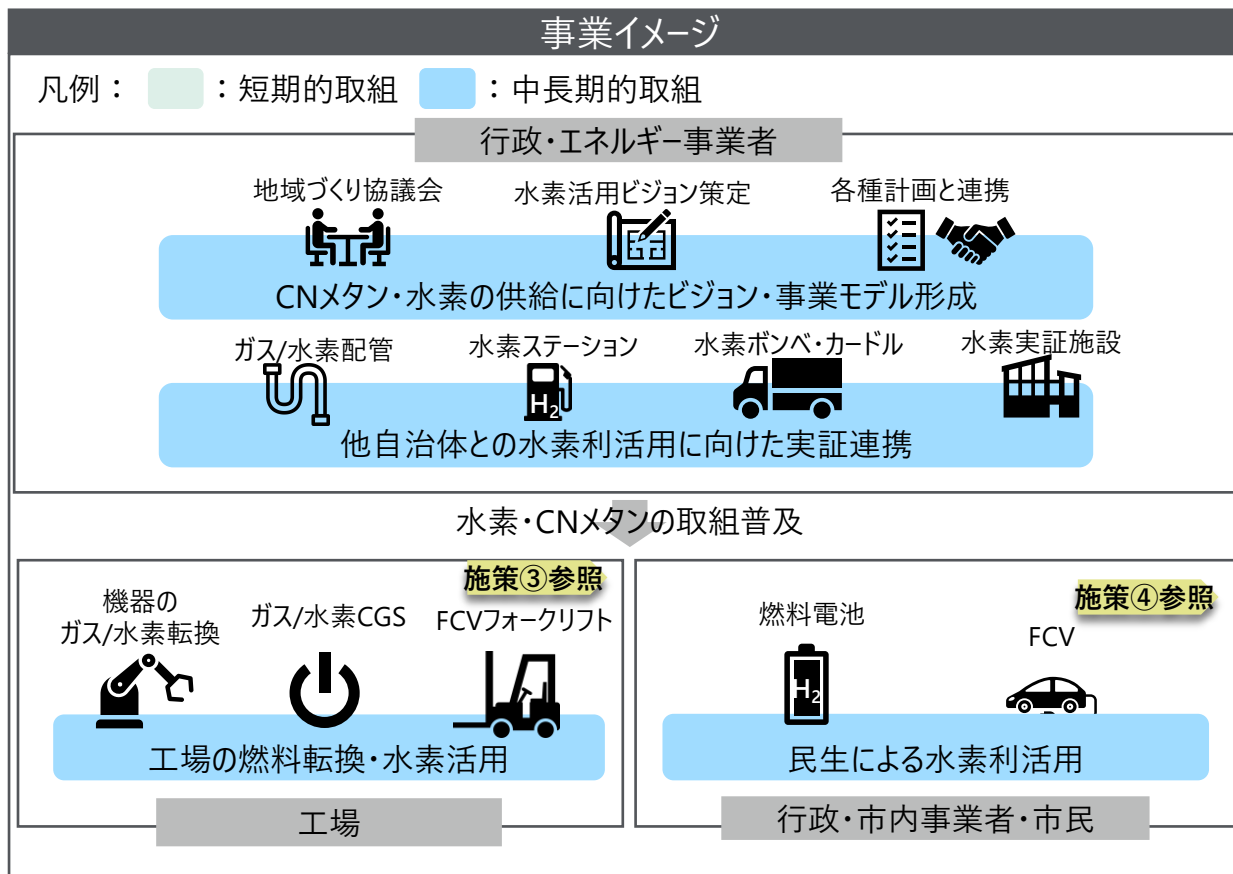 事業イメージ
凡例：　：短期的取組　：中長期的取組
行政・エネルギー事業者
地域づくり協議会
水素活用ビジョン策定
各種計画と連携
CNメタン・水素の供給に向けたビジョン・事業モデル形成
ガス/水素配管
水素ステーション
水素ボンベ・カードル
水素実証施設
H₂
他自治体との水素利活用に向けた実証連携
水素・CNメタンの取組普及
施策③参照
機器の
ガス/水素転換
ガス/水素CGS
FCVフォークリフト
工場の燃料転換・水素活用
工場
施策④参照
燃料電池
FCV
H₂
民生による水素利活用
行政・市内事業者・市民